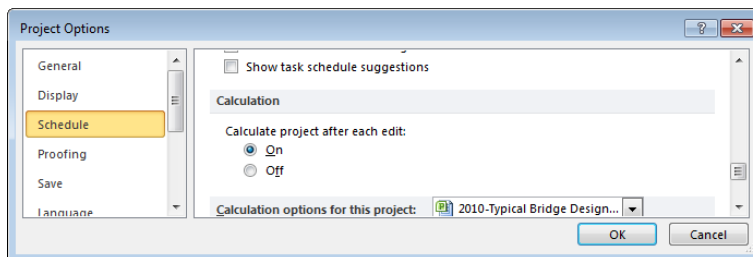 Project Options
General
Display
Schedule
Proofing
Save
Language
Show task schedule suggestions
Calculation
Calculate project after each edit:
On
Off
Calculation options for this project:
2010-Typical Bridge Design...
OK
Cancel